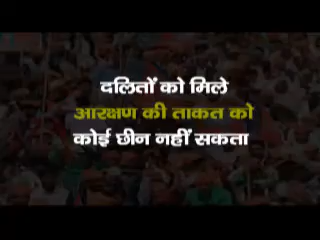 दलितों को मिले
आरक्षण की ताकत को
कोई छीन नहीं सकता